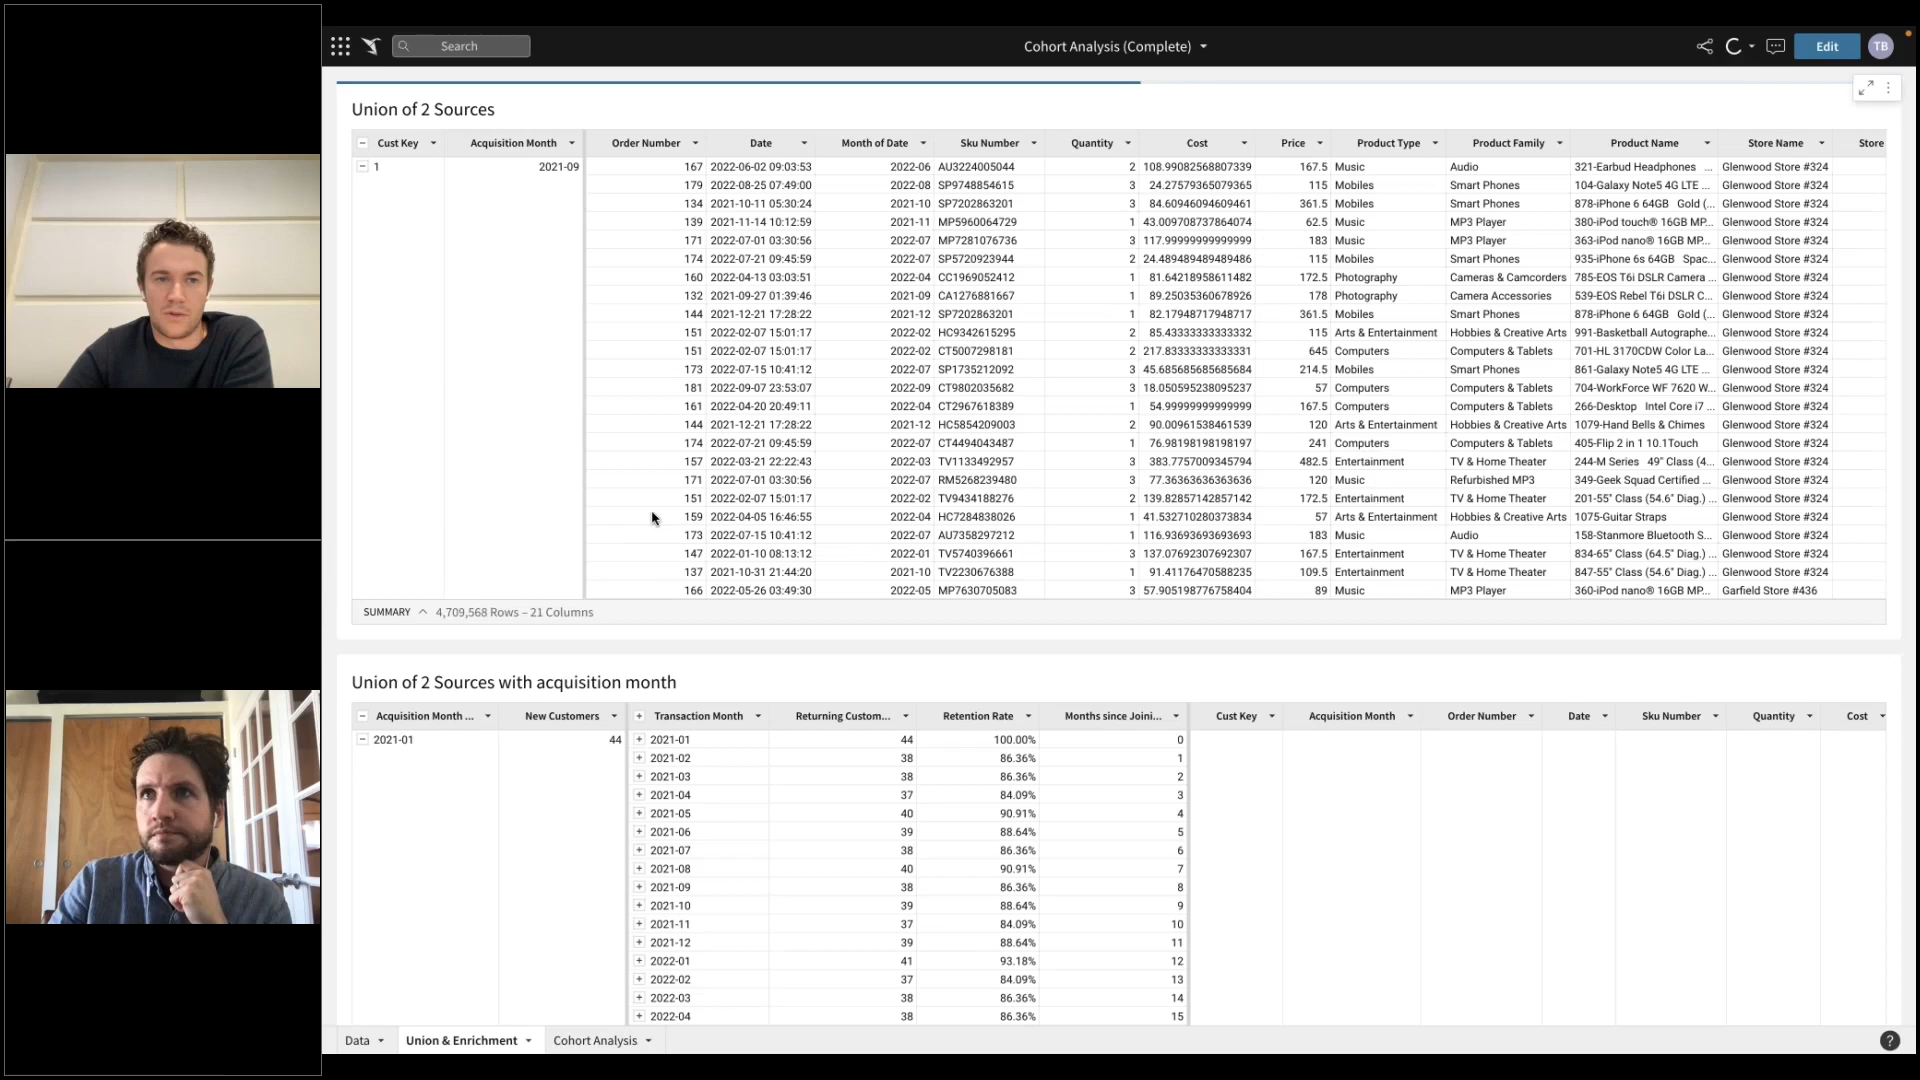 Search
Cohort Analysis (Complete)
Edit
TB
Union of 2 Sources
Cust Key Acquisition Month Order Number Date Month of Date Sku Number Quantity Cost Price Product Type Product Family Product Name Store Name Store
1 2021-09 167 2022-06-02 09:03:53 2022-06 AU3224005044 2 108.99082568807339 167.5 Music Audio 321-Earbud Headphones ... Glenwood Store #324
179 2022-08-25 07:49:00 2022-08 SP9748854615 3 24.27579365079365 115 Mobiles Smart Phones 104-Galaxy Note5 4G LTE ... Glenwood Store #324
134 2021-10-11 05:30:24 2021-10 SP7202863201 3 84.60946094609461 361.5 Mobiles Smart Phones 878-iPhone 6 64GB Gold (... Glenwood Store #324
139 2021-11-14 10:12:59 2021-11 MP5960064729 1 43.009708737864074 62.5 Music MP3 Player 380-iPod touch® 16GB MP... Glenwood Store #324
171 2022-07-01 03:30:56 2022-07 MP7281076736 3 117.99999999999999 183 Music MP3 Player 363-iPod nano® 16GB MP... Glenwood Store #324
174 2022-07-21 09:45:59 2022-07 SP5720923944 2 24.489489489489486 115 Mobiles Smart Phones 935-iPhone 6s 64GB Spac... Glenwood Store #324
160 2022-04-13 03:03:51 2022-04 CC1969052412 1 81.64218958611482 172.5 Photography Cameras & Camcorders 785-EOS T6i DSLR Camera ... Glenwood Store #324
132 2021-09-27 01:39:46 2021-09 CA1276881667 1 89.25035360678926 178 Photography Camera Accessories 539-EOS Rebel T6i DSLR C... Glenwood Store #324
144 2021-12-21 17:28:22 2021-12 SP7202863201 1 82.17948717948717 361.5 Mobiles Smart Phones 878-iPhone 6 64GB Gold (... Glenwood Store #324
151 2022-02-07 15:01:17 2022-02 HC9342615295 2 85.43333333333332 115 Arts & Entertainment Hobbies & Creative Arts 991-Basketball Autographe... Glenwood Store #324
151 2022-02-07 15:01:17 2022-02 CT5007298181 2 217.83333333333331 645 Computers Computers & Tablets 701-HL 3170CDW Color La... Glenwood Store #324
173 2022-07-15 10:41:12 2022-07 SP1735212092 3 45.685685685685684 214.5 Mobiles Smart Phones 861-Galaxy Note5 4G LTE ... Glenwood Store #324
181 2022-09-07 23:53:07 2022-09 CT9802035682 3 18.050595238095237 57 Computers Computers & Tablets 704-WorkForce WF 7620 W... Glenwood Store #324
161 2022-04-20 20:49:11 2022-04 CT2967618389 1 54.99999999999999 167.5 Computers Computers & Tablets 266-Desktop Intel Core i7 ... Glenwood Store #324
144 2021-12-21 17:28:22 2021-12 HC5854209003 2 90.00961538461539 120 Arts & Entertainment Hobbies & Creative Arts 1079-Hand Bells & Chimes Glenwood Store #324
174 2022-07-21 09:45:59 2022-07 CT4494043487 1 76.98198198198197 241 Computers Computers & Tablets 405-Flip 2 in 1 10.1Touch Glenwood Store #324
157 2022-03-21 22:22:43 2022-03 TV1133492957 3 383.7757009345794 482.5 Entertainment TV & Home Theater 244-M Series 49" Class (4... Glenwood Store #324
171 2022-07-01 03:30:56 2022-07 RM5268239480 3 77.36363636363636 120 Music Refurbished MP3 349-Geek Squad Certified ... Glenwood Store #324
151 2022-02-07 15:01:17 2022-02 TV9434188276 2 139.82857142857142 172.5 Entertainment TV & Home Theater 201-55" Class (54.6" Diag.) ... Glenwood Store #324
159 2022-04-05 16:46:55 2022-04 HC7284838026 1 41.532710280373834 57 Arts & Entertainment Hobbies & Creative Arts 1075-Guitar Straps Glenwood Store #324
173 2022-07-15 10:41:12 2022-07 AU7358297212 1 116.93693693693693 183 Music Audio 158-Stanmore Bluetooth S... Glenwood Store #324
147 2022-01-10 08:13:12 2022-01 TV5740396661 3 137.07692307692307 167.5 Entertainment TV & Home Theater 834-65" Class (64.5" Diag.) ... Glenwood Store #324
137 2021-10-31 21:44:20 2021-10 TV2230676388 1 91.41176470588235 109.5 Entertainment TV & Home Theater 847-55" Class (54.6" Diag.) ... Glenwood Store #324
166 2022-05-26 03:49:30 2022-05 MP7630705083 3 57.905198776758404 89 Music MP3 Player 360-iPod nano® 16GB MP... Garfield Store #436
SUMMARY 4,709,568 Rows – 21 Columns
Union of 2 Sources with acquisition month
Acquisition Month ... New Customers Transaction Month Returning Custom... Retention Rate Months since Joini... Cust Key Acquisition Month Order Number Date Sku Number Quantity Cost
2021-01 44 2021-01 44 100.00% 0
2021-02 38 86.36% 1
2021-03 38 86.36% 2
2021-04 37 84.09% 3
2021-05 40 90.91% 4
2021-06 39 88.64% 5
2021-07 38 86.36% 6
2021-08 40 90.91% 7
2021-09 38 86.36% 8
2021-10 39 88.64% 9
2021-11 37 84.09% 10
2021-12 39 88.64% 11
2022-01 41 93.18% 12
2022-02 37 84.09% 13
2022-03 38 86.36% 14
2022-04 38 86.36% 15
Data Union & Enrichment Cohort Analysis
?